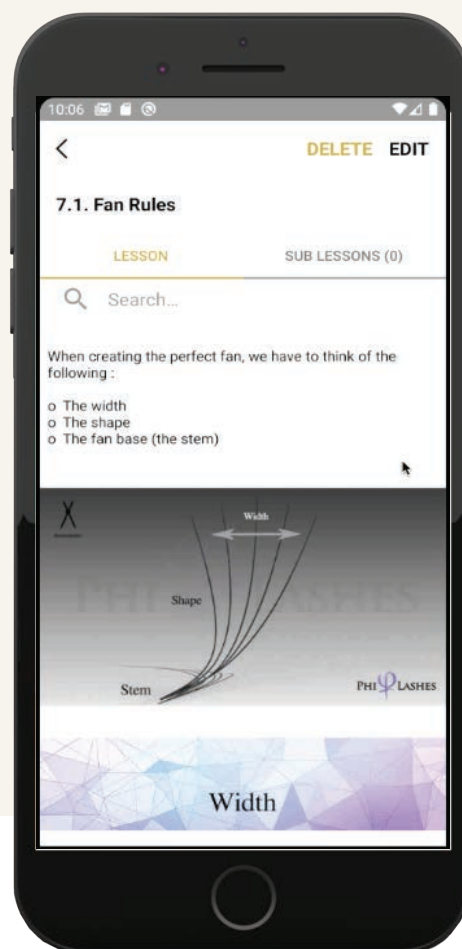 10:06
DELETE EDIT
7.1. Fan Rules
LESSON SUB LESSONS (0)
Search...
When creating the perfect fan, we have to think of the
following :
o The width
o The shape
o The fan base (the stem)
Width
PHI LASHES
Shape
Stem
PHI LASHES
Width